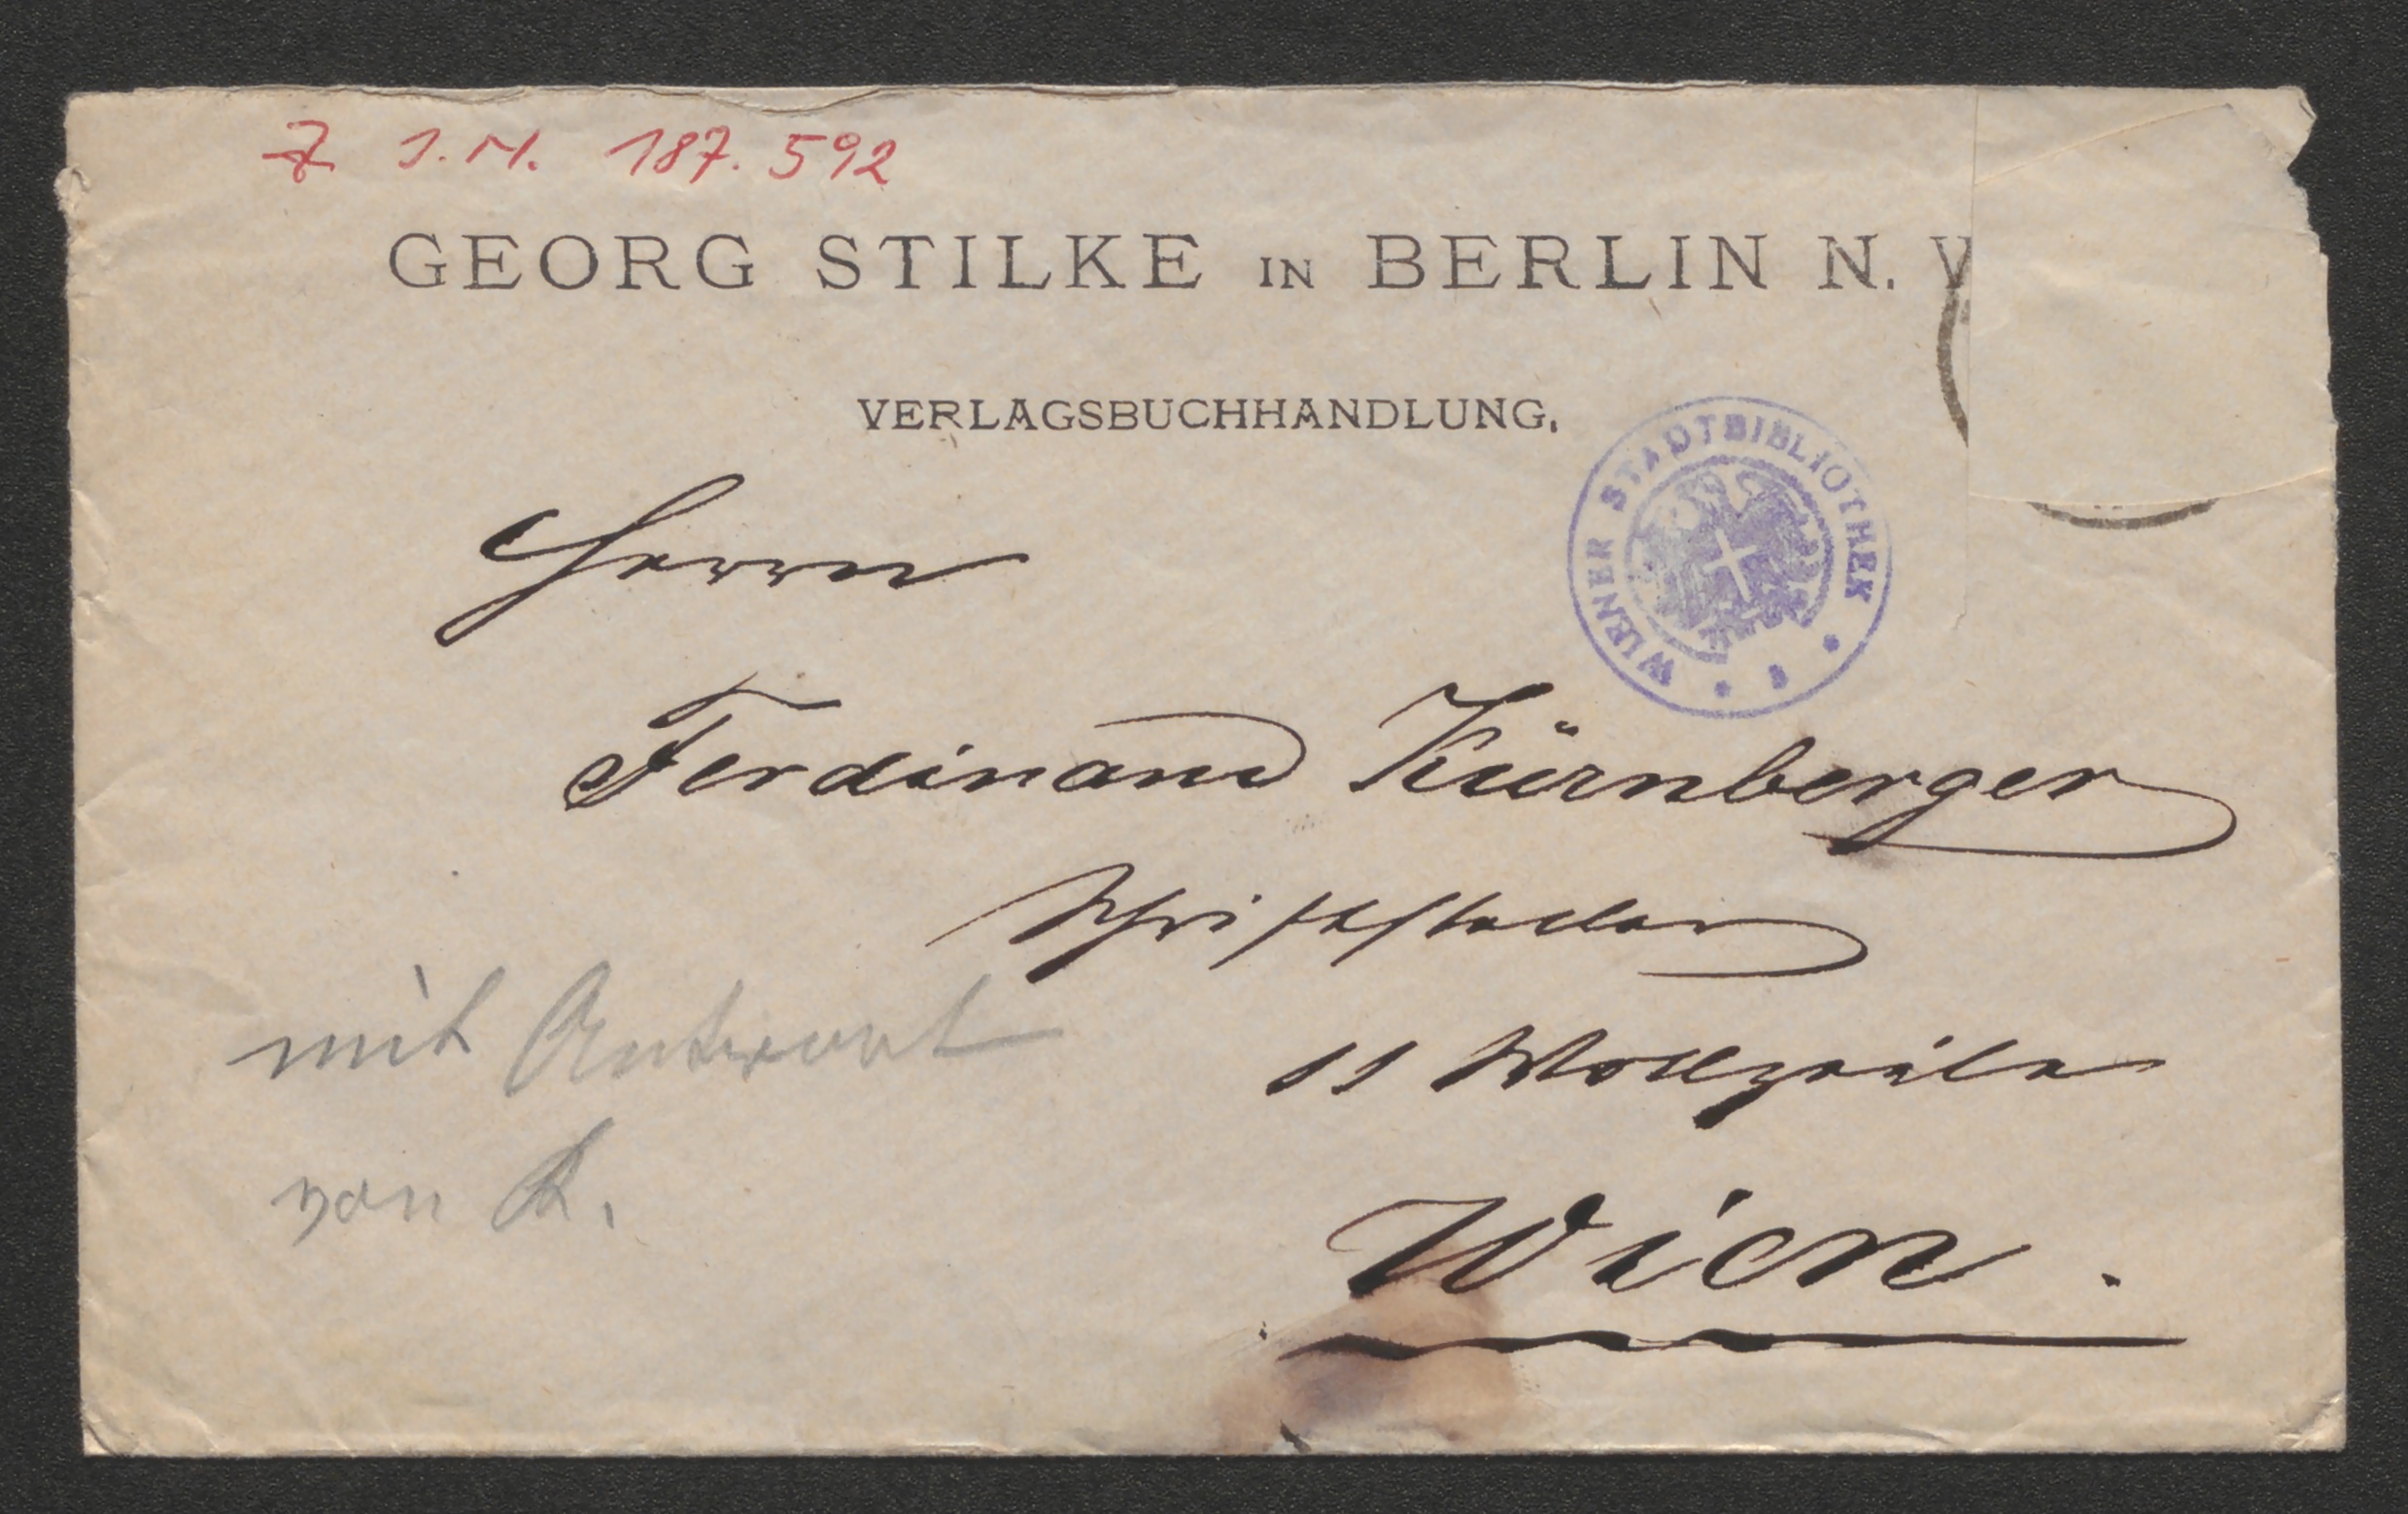 Z J. N. 187.592
GEORG STILKE IN BERLIN N. V
VERLAGSBUCHHANDLUNG.
WIENER STADTBIBLIOTHEK
Herrn
Ferdinand Kürnberger
Schriftsteller
11 Wollzeile
Wien.
mit Antwort
von K.